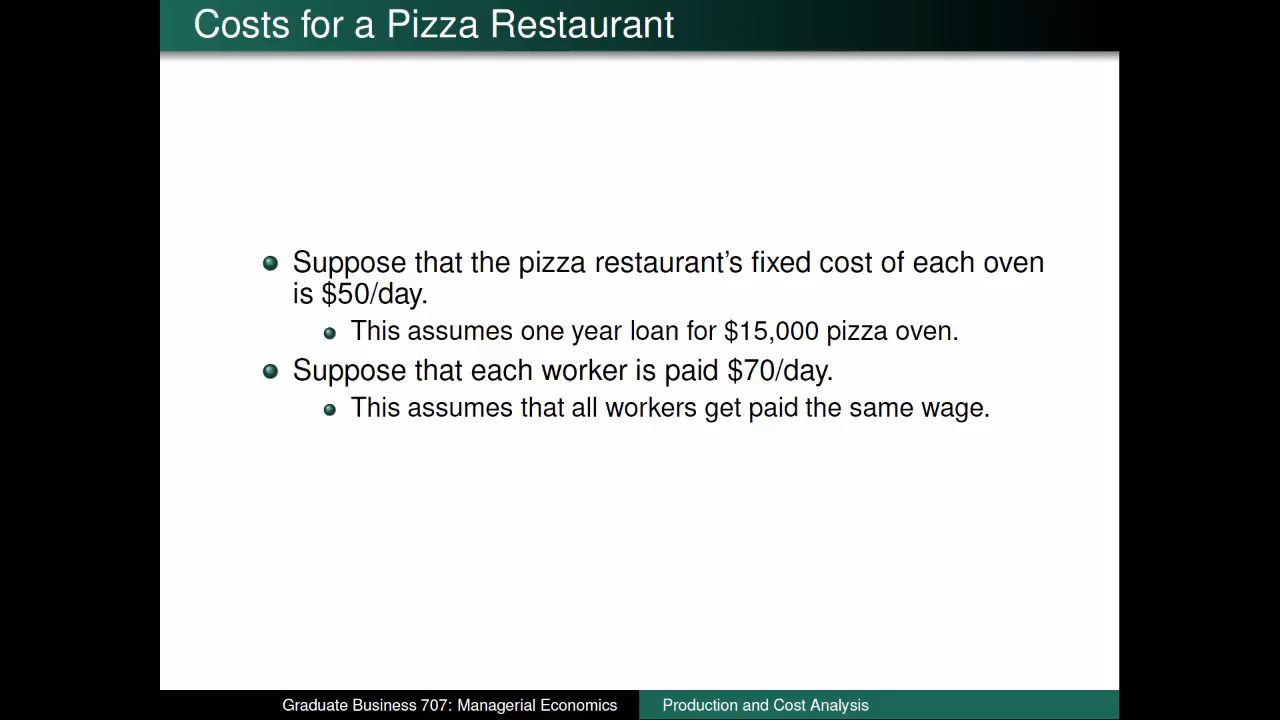 Costs for a Pizza Restaurant
Suppose that the pizza restaurant's fixed cost of each oven
is $50/day.
This assumes one year loan for $15,000 pizza oven.
Suppose that each worker is paid $70/day.
This assumes that all workers get paid the same wage.
Graduate Business 707: Managerial Economics
Production and Cost Analysis